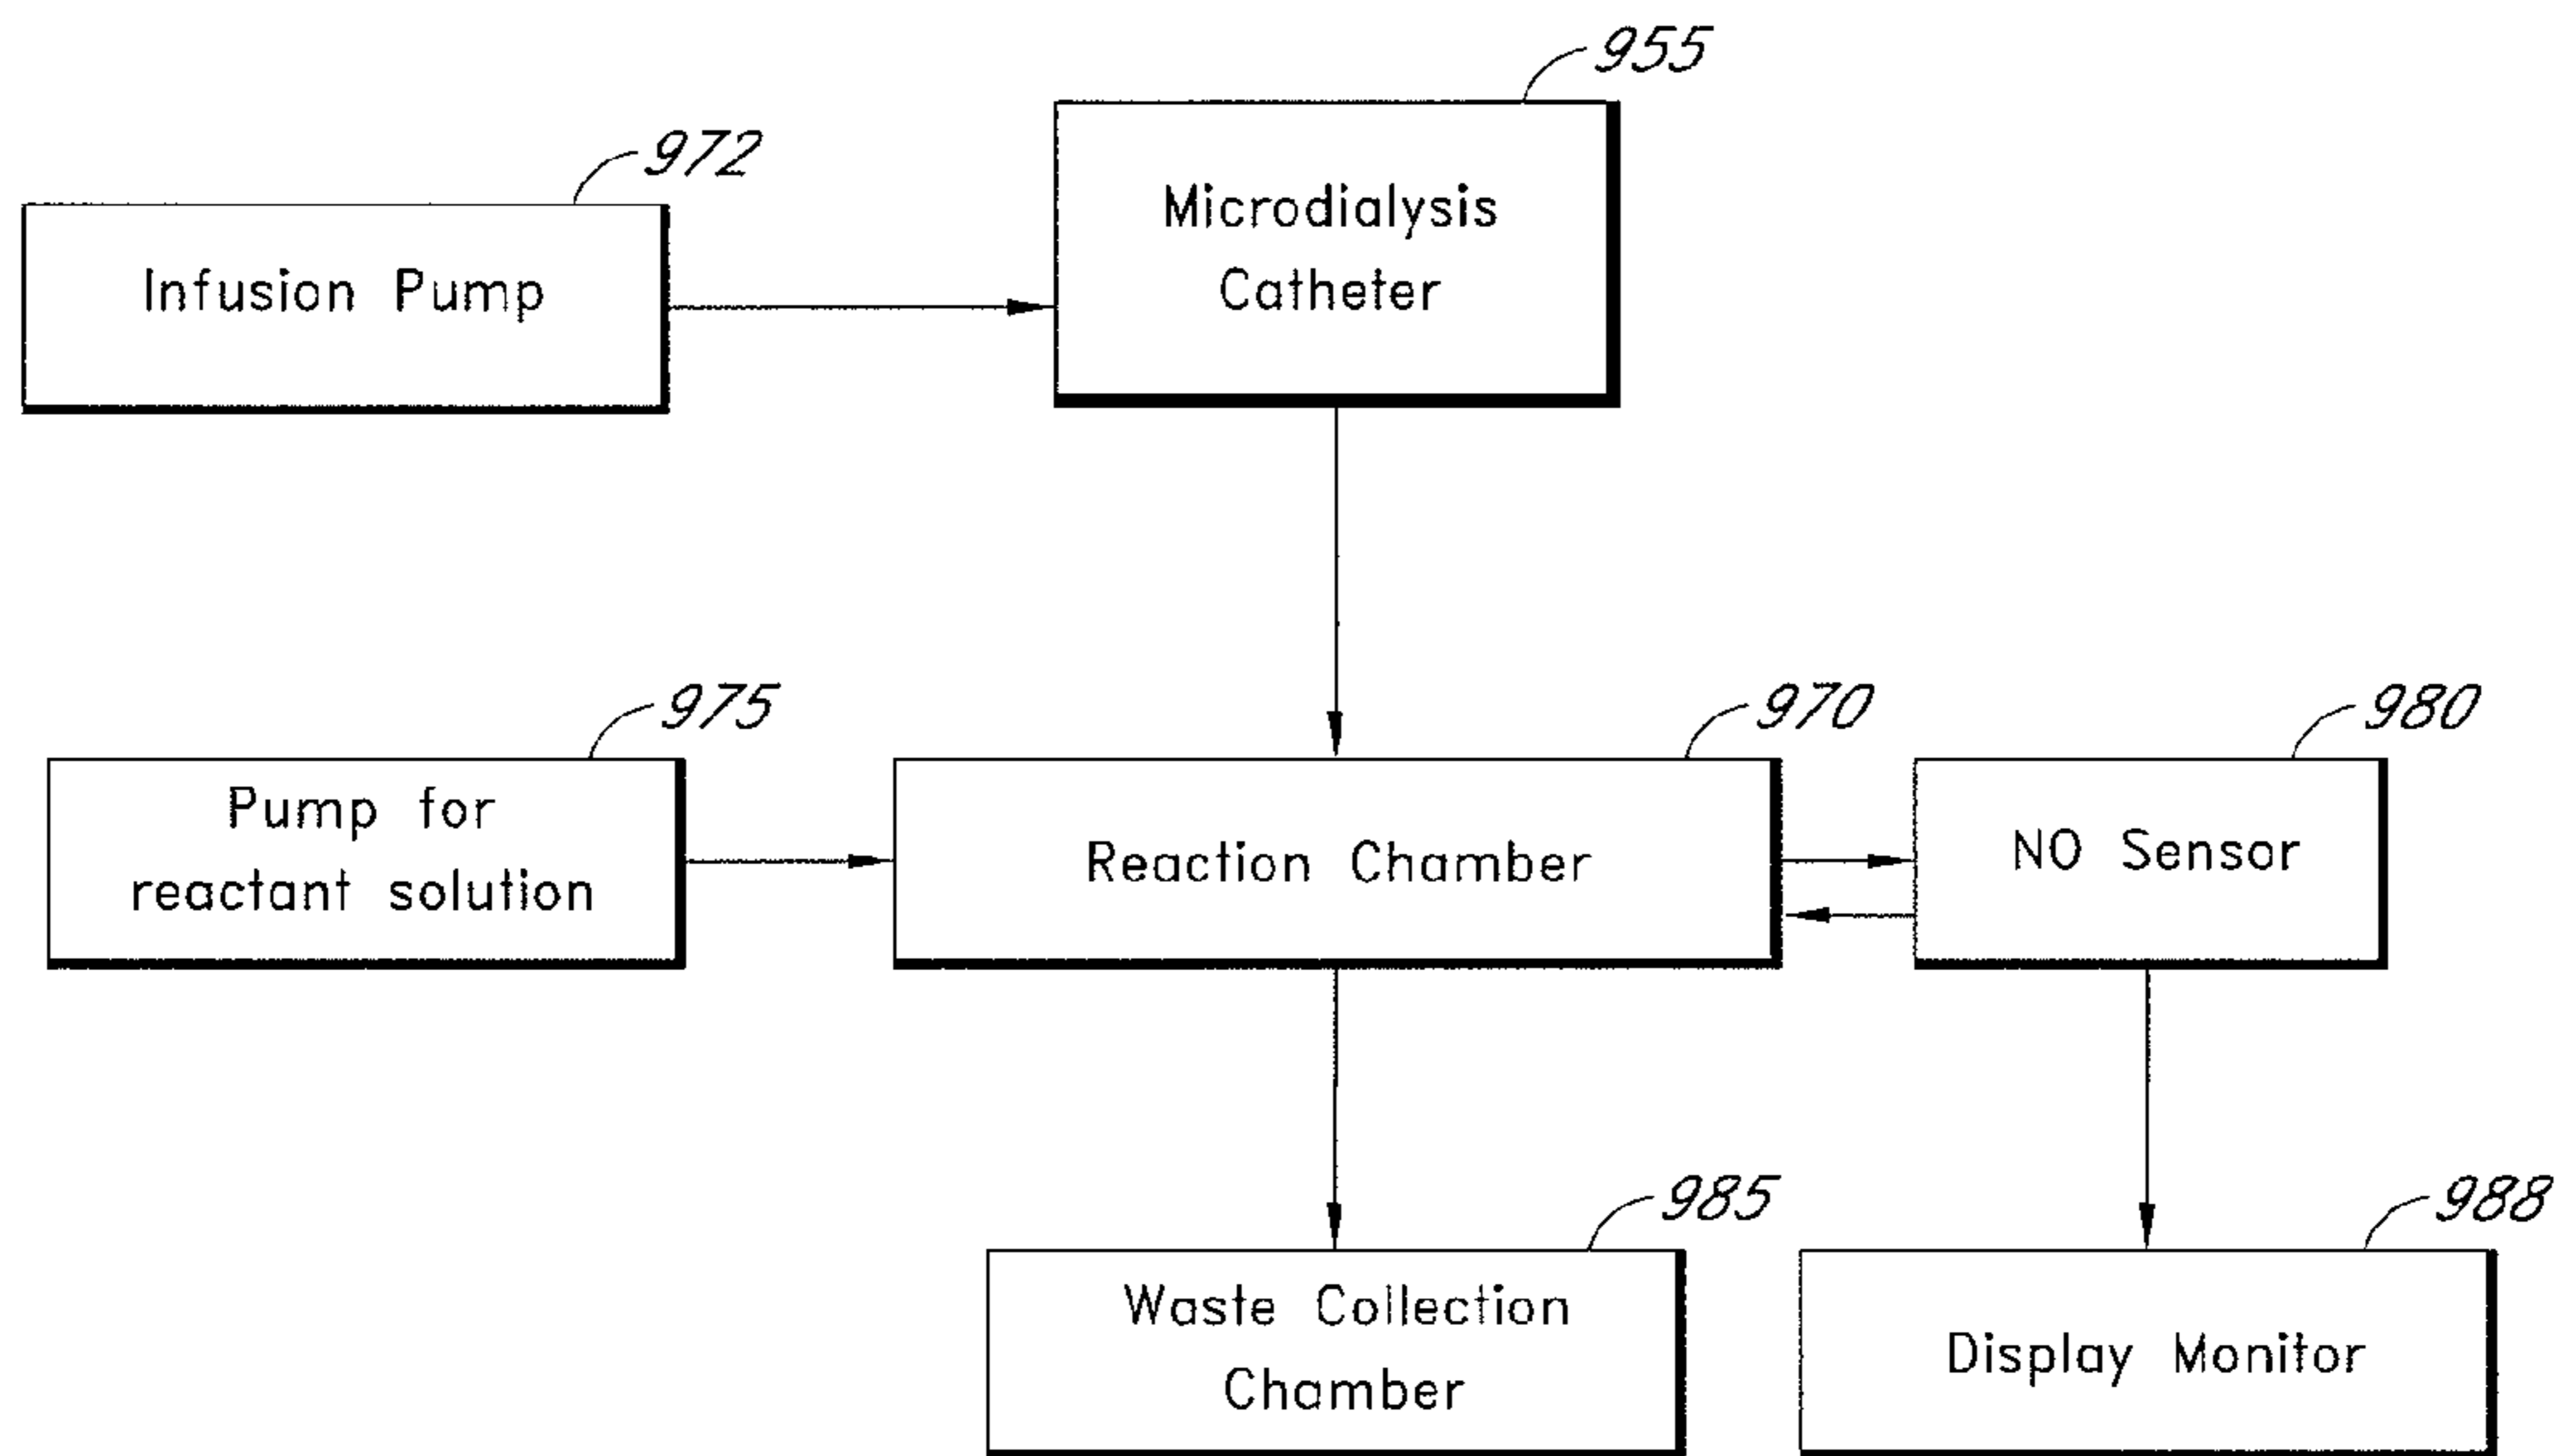 955
972
Microdialysis
Catheter
Infusion Pump
975
970
980
Pump for
reactant solution
Reaction Chamber
NO Sensor
985
988
Waste Collection
Chamber
Display Monitor